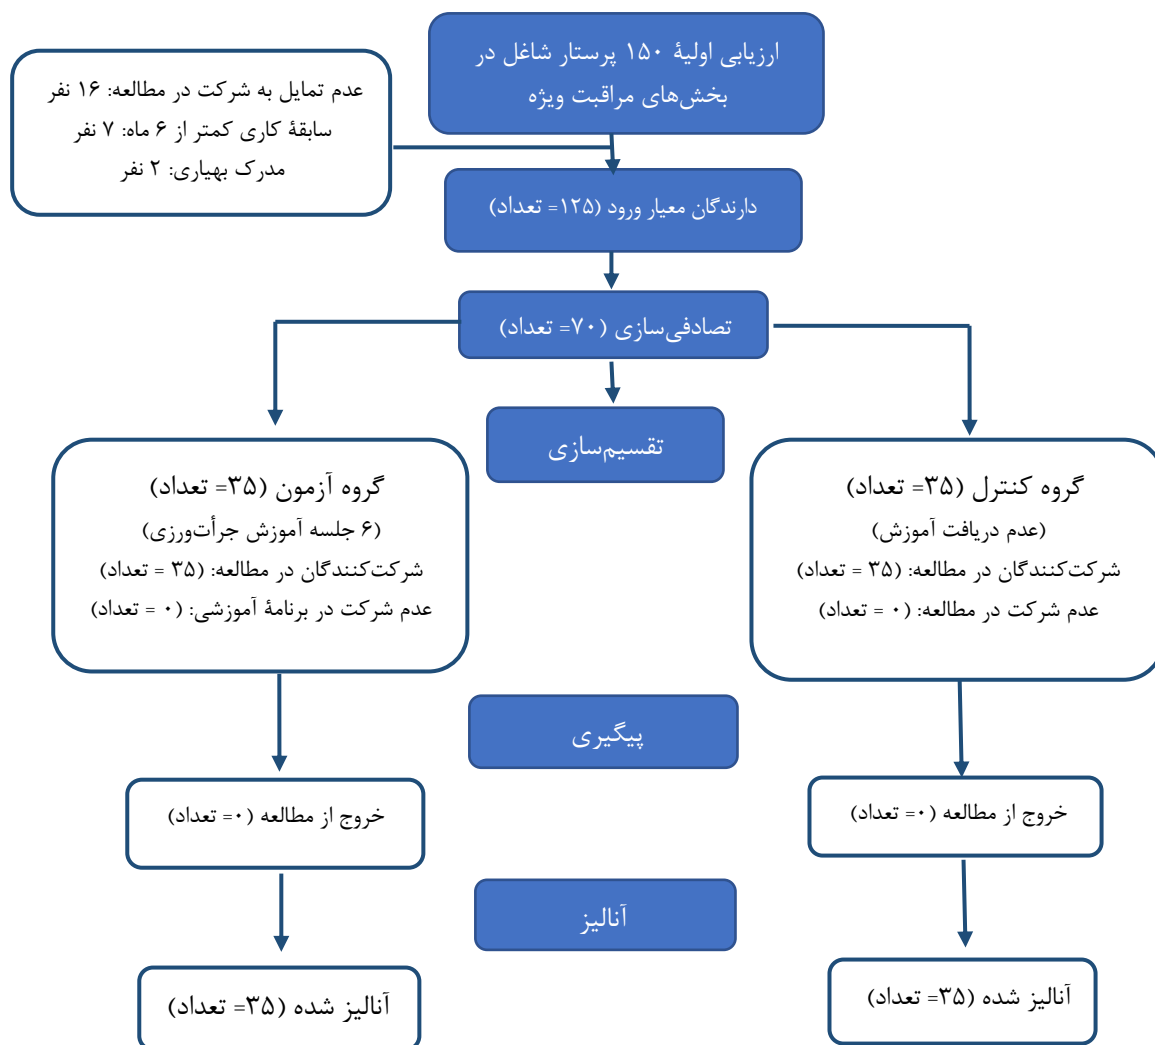 ارزیابی اولیۀ ۱۵۰ پرستار شاغل در
بخش‌های مراقبت ویژه
عدم تمایل به شرکت در مطالعه: ۱۶ نفر
سابقۀ کاری کمتر از ۶ ماه: ۷ نفر
مدرک بهیاری: ۲ نفر
دارندگان معیار ورود (۱۲۵= تعداد)
تصادفی‌سازی (۷۰= تعداد)
تقسیم‌سازی
گروه کنترل (۳۵= تعداد)
(عدم دریافت آموزش)
شرکت‌کنندگان در مطالعه: (۳۵ = تعداد)
عدم شرکت در مطالعه: (۰ = تعداد)
گروه آزمون (۳۵= تعداد)
(۶ جلسه آموزش جرأت‌ورزی)
شرکت‌کنندگان در مطالعه: (۳۵ = تعداد)
عدم شرکت در برنامۀ آموزشی: (۰ = تعداد)
پیگیری
خروج از مطالعه (۰= تعداد)
خروج از مطالعه (۰= تعداد)
آنالیز
آنالیز شده (۳۵= تعداد)
آنالیز شده (۳۵= تعداد)